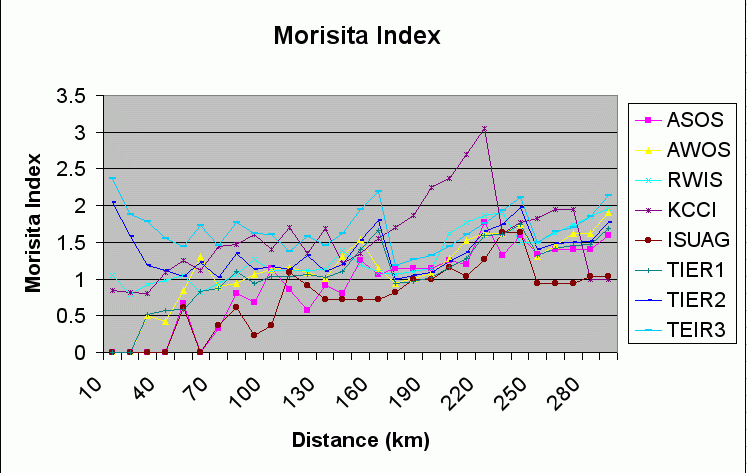 Morisita Index
3.5
3
2.5
2
1.5
1
0.5
0
Morisita Index
10
40
70
100
130
160
190
220
250
280
Distance (km)
ASOS
AWOS
RWIS
KCCI
ISUAG
TIER1
TIER2
TEIR3